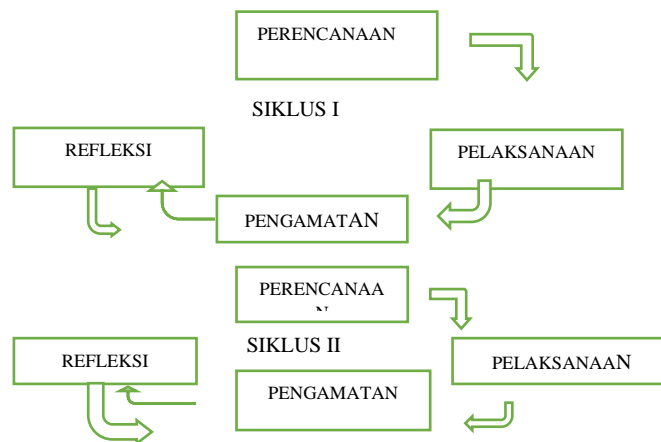 PERENCANAAN
SIKLUS I
REFLEKSI
PELAKSANAAN
PENGAMATAN
PERENCANAA
N
SIKLUS II
REFLEKSI
PELAKSANAAN
PENGAMATAN